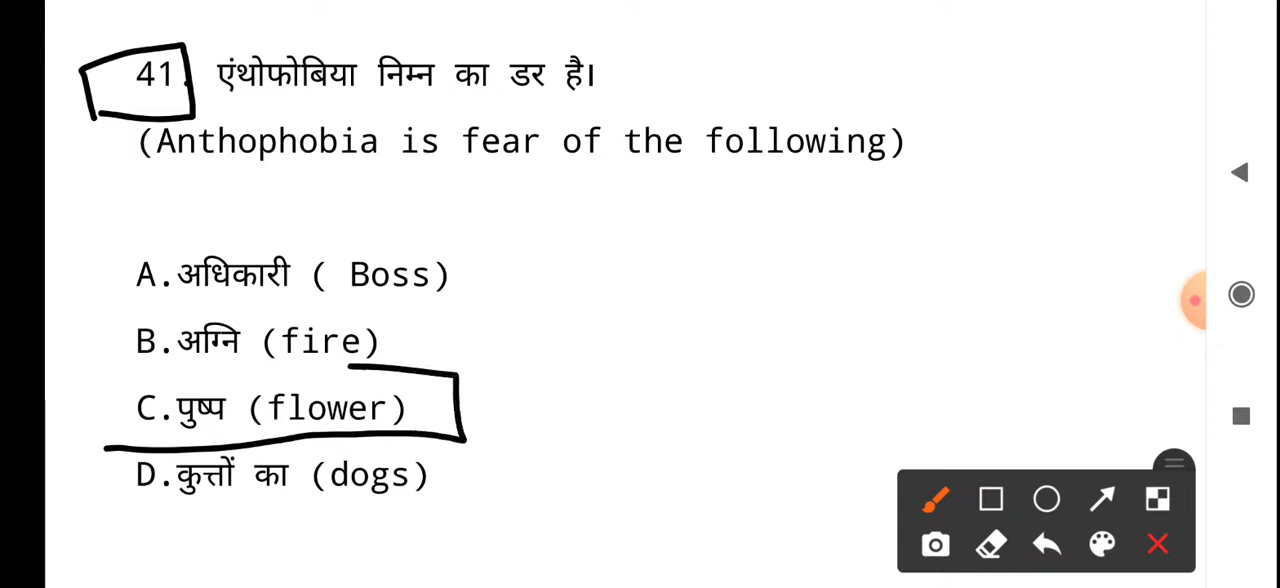 41. एंथोफोबिया निम्न का डर है।
(Anthophobia is fear of the following)
A.अधिकारी ( Boss)
B.अग्नि (fire)
C.पुष्प (flower)
D.कुत्तों का (dogs)